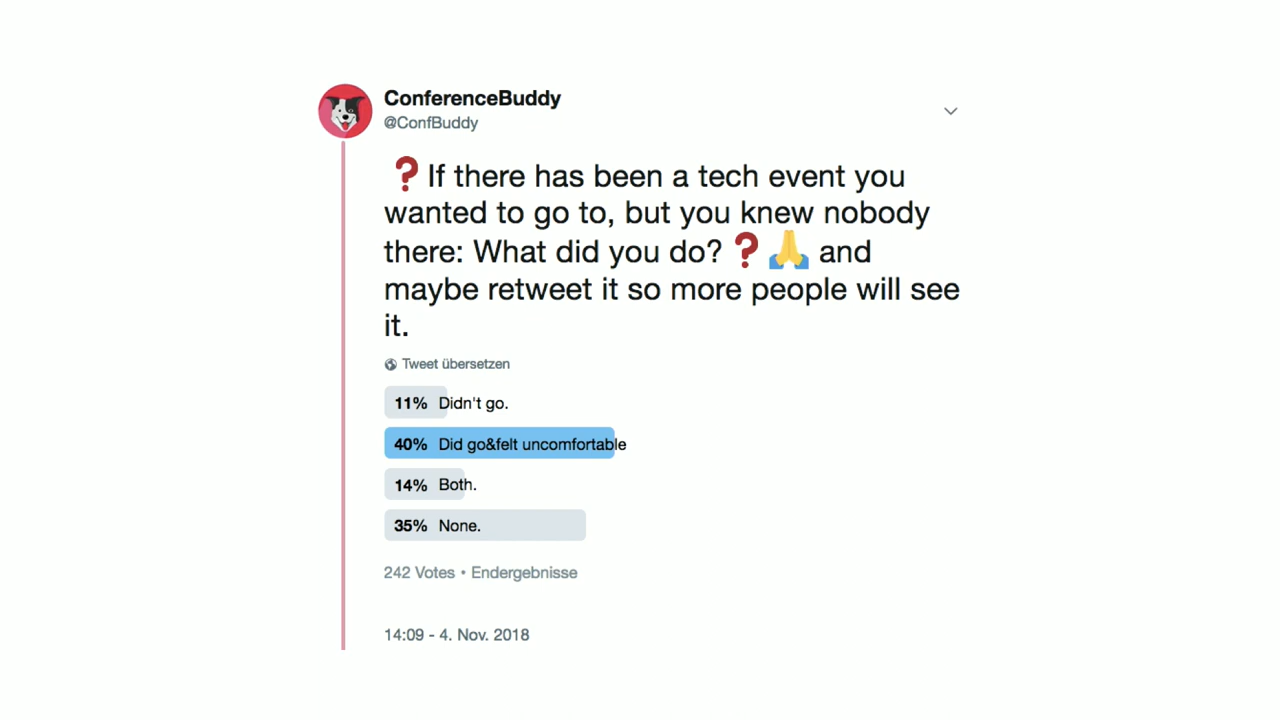 ConferenceBuddy
@ConfBuddy
❓If there has been a tech event you
wanted to go to, but you knew nobody
there: What did you do? ❓🙏 and
maybe retweet it so more people will see
it.
Tweet übersetzen
11% Didn't go.
40% Did go&felt uncomfortable
14% Both.
35% None.
242 Votes • Endergebnisse
14:09 - 4. Nov. 2018